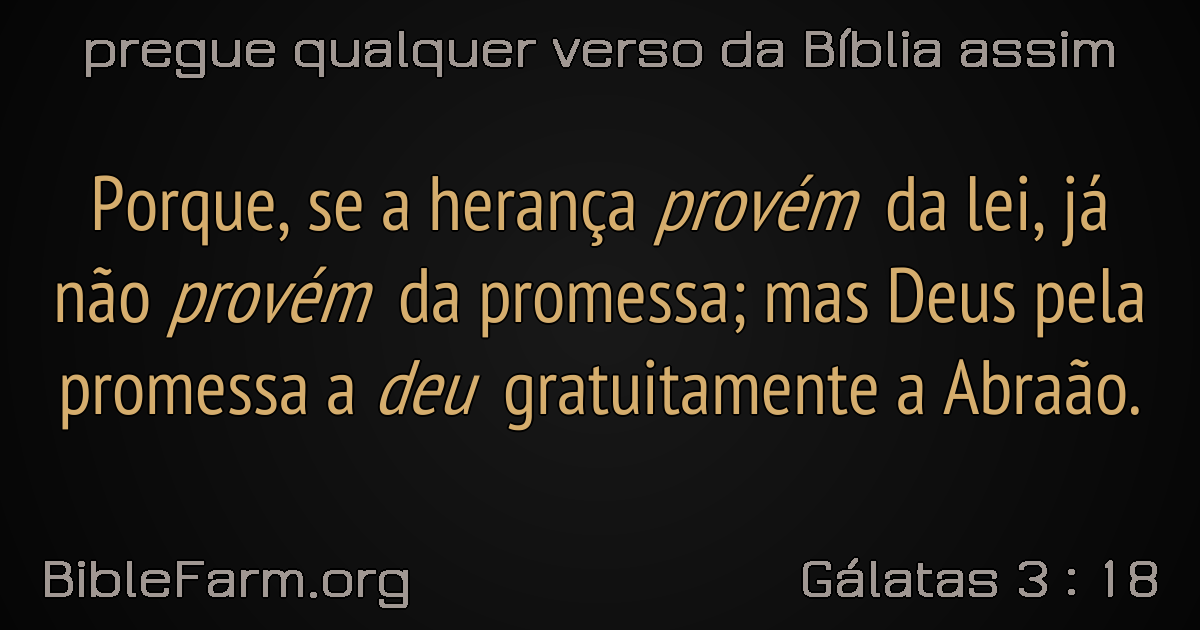 pregue qualquer verso da Bíblia assim
Porque, se a herança provém da lei, já
não provém da promessa; mas Deus pela
promessa a deu gratuitamente a Abraão.
BibleFarm.org
Gálatas 3 : 18